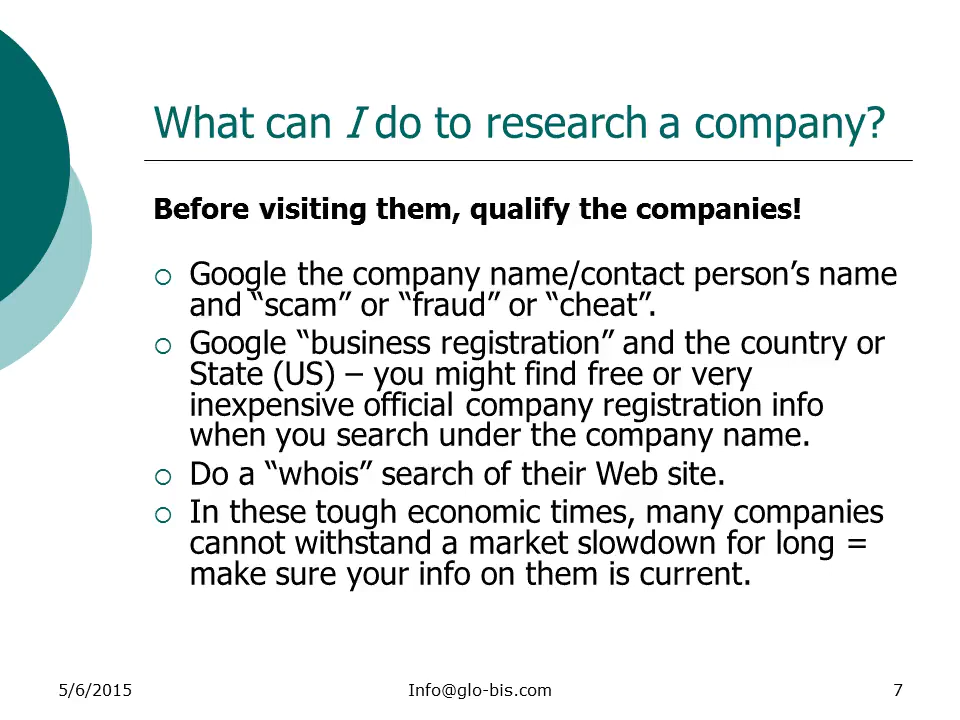 What can I do to research a company?
Before visiting them, qualify the companies!
Google the company name/contact person’s name
and “scam” or “fraud” or “cheat”.
Google “business registration” and the country or
State (US) – you might find free or very
inexpensive official company registration info
when you search under the company name.
Do a “whois” search of their Web site.
In these tough economic times, many companies
cannot withstand a market slowdown for long =
make sure your info on them is current.
5/6/2015
Info@glo-bis.com
7